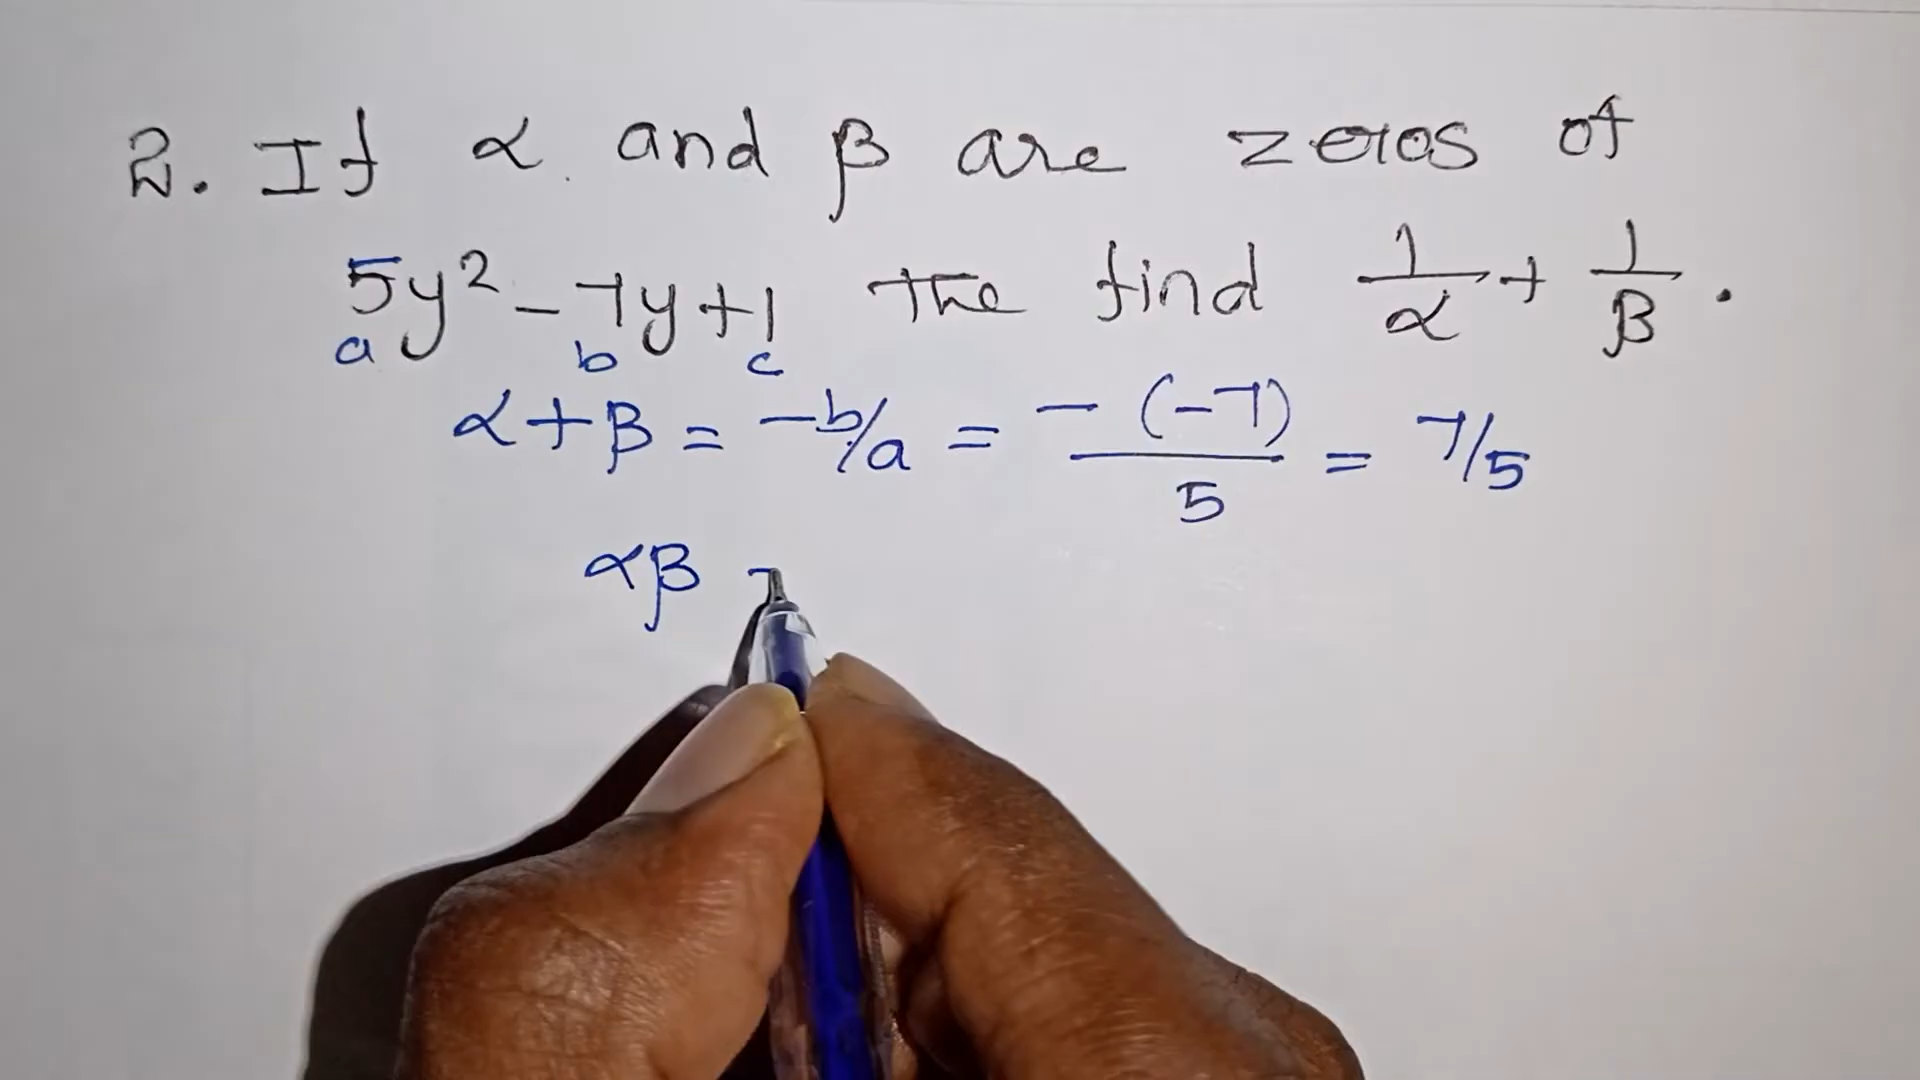 2. If α and β are zeros of
5y² - 7y + 1 the find 1/α + 1/β .
a b c
α + β = -b/a = -(-7)/5 = 7/5
αβ